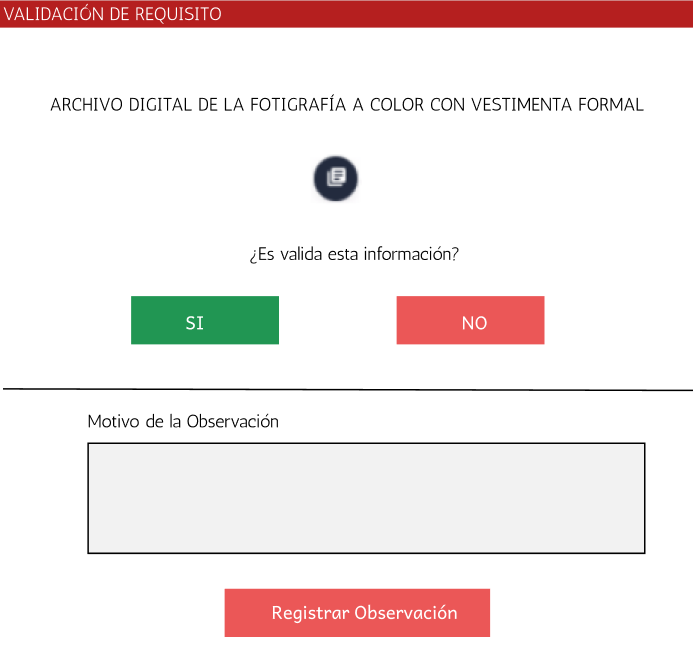 VALIDACIÓN DE REQUISITO
ARCHIVO DIGITAL DE LA FOTIGRAFÍA A COLOR CON VESTIMENTA FORMAL
¿Es valida esta información?
SI
NO
Motivo de la Observación
Registrar Observación